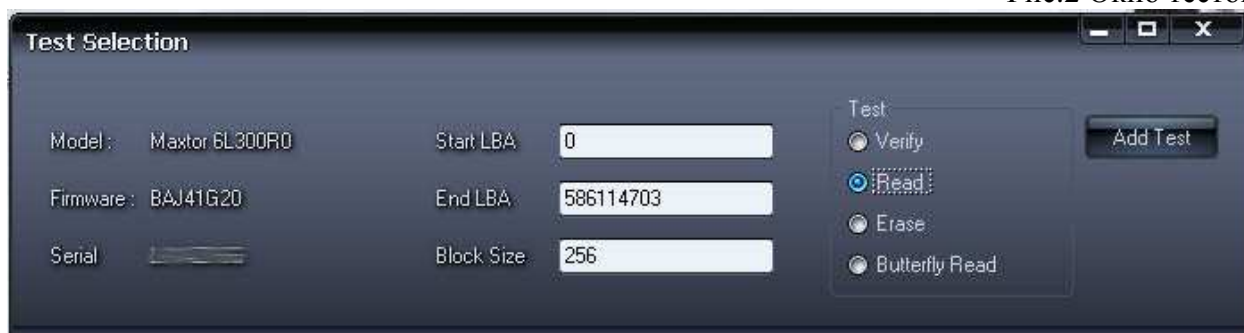 Test Selection
Model : Maxtor 6L300R0
Firmware : BAJ41G20
Serial
Start LBA 0
End LBA 586114703
Block Size 256
Test
Verify
Read
Erase
Butterfly Read
Add Test